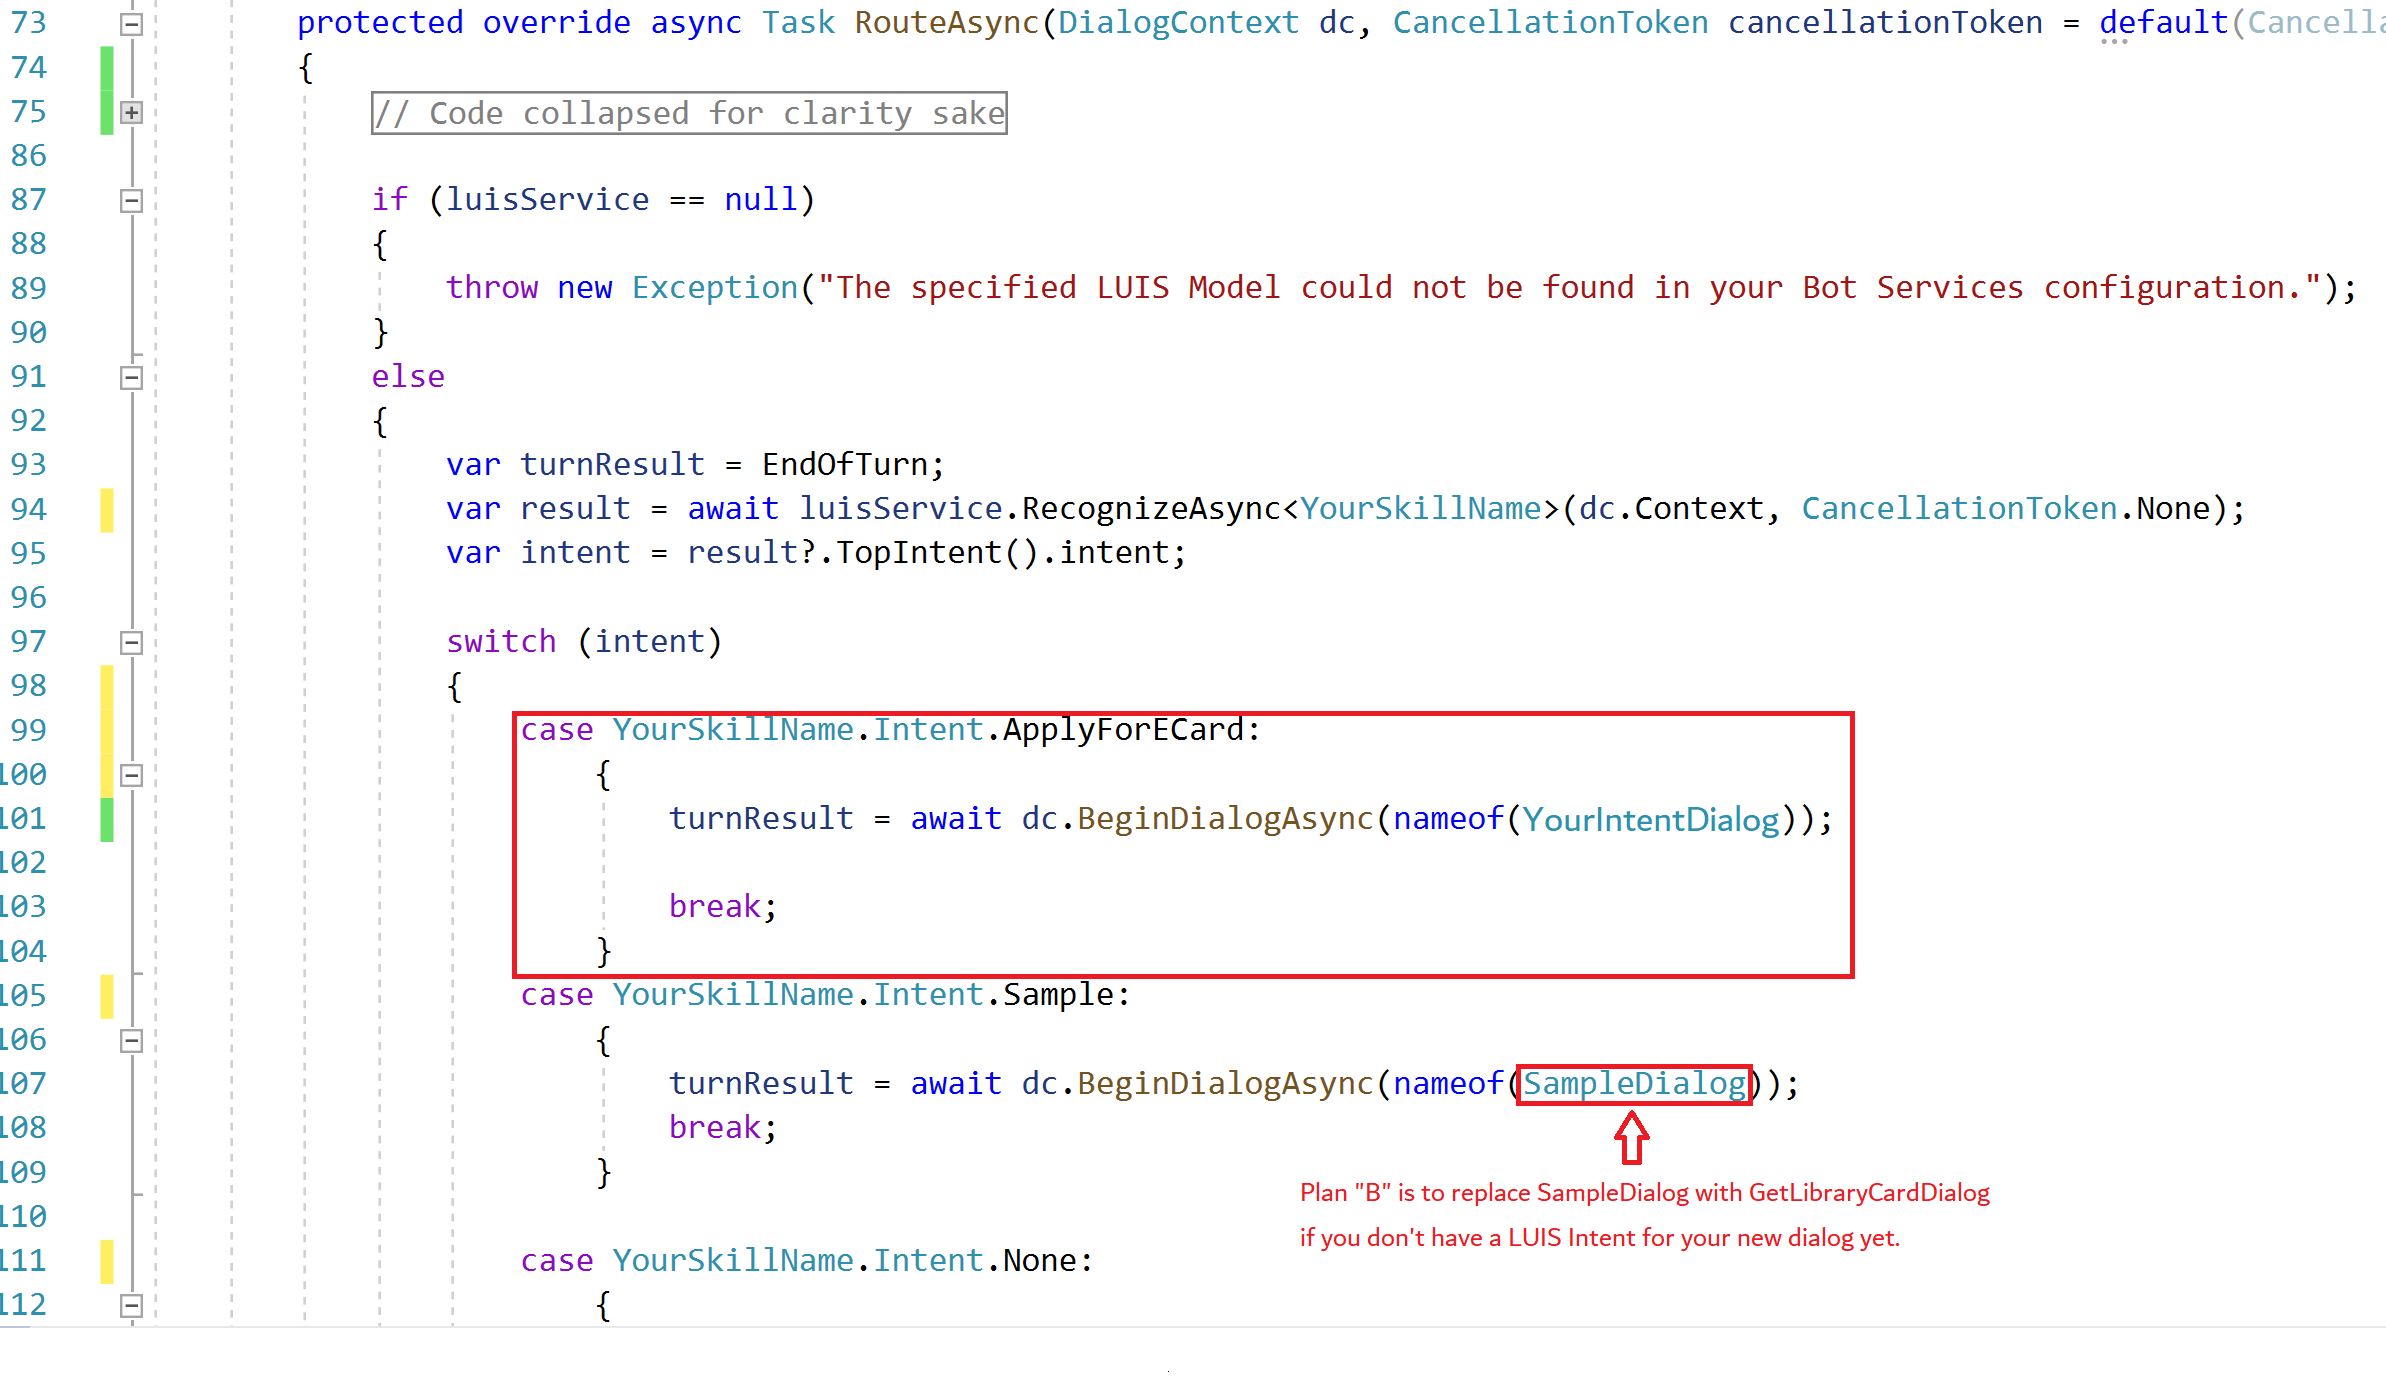 73 protected override async Task RouteAsync(DialogContext dc, CancellationToken cancellationToken = default(Cancella
74 {
75 // Code collapsed for clarity sake
86
87 if (luisService == null)
88 {
89 throw new Exception("The specified LUIS Model could not be found in your Bot Services configuration.");
90 }
91 else
92 {
93 var turnResult = EndOfTurn;
94 var result = await luisService.RecognizeAsync<YourSkillName>(dc.Context, CancellationToken.None);
95 var intent = result?.TopIntent().intent;
96
97 switch (intent)
98 {
99 case YourSkillName.Intent.ApplyForECard:
100 {
101 turnResult = await dc.BeginDialogAsync(nameof(YourIntentDialog));
102
103 break;
104 }
105 case YourSkillName.Intent.Sample:
106 {
107 turnResult = await dc.BeginDialogAsync(nameof(SampleDialog));
108 break;
109 }
Plan "B" is to replace SampleDialog with GetLibraryCardDialog
110
if you don't have a LUIS Intent for your new dialog yet.
111 case YourSkillName.Intent.None:
112 {